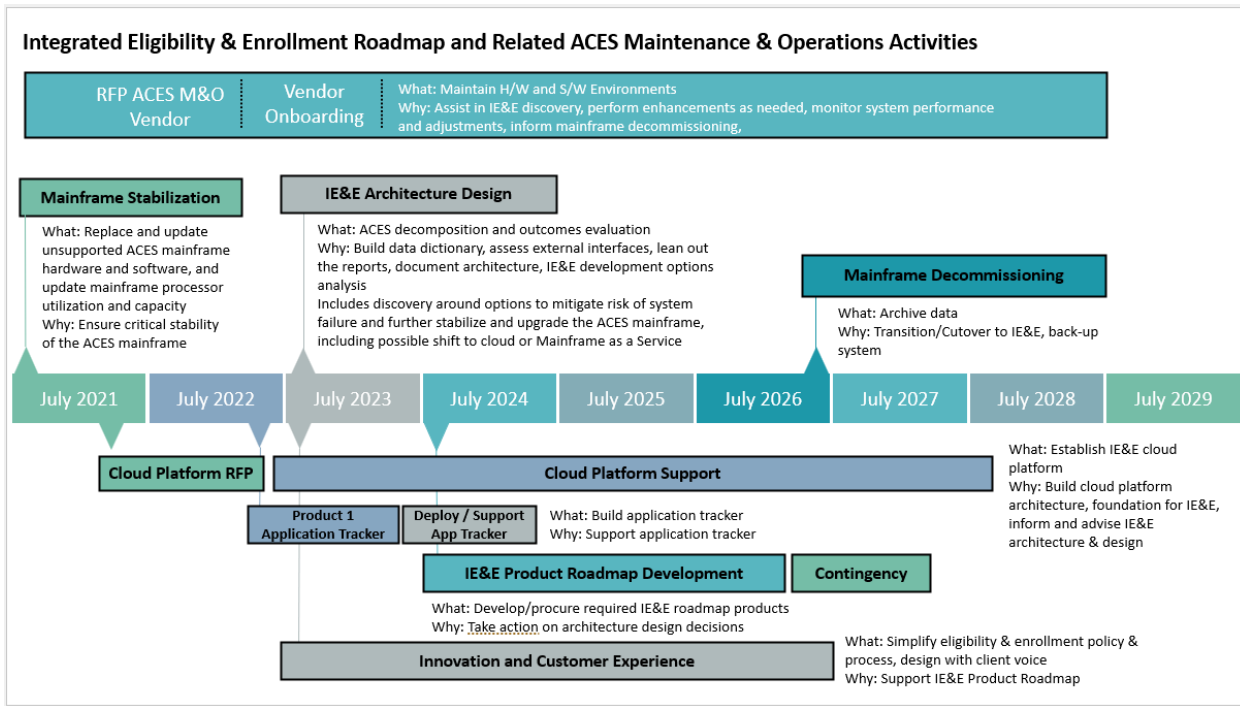 Integrated Eligibility & Enrollment Roadmap and Related ACES Maintenance & Operations Activities
RFP ACES M&O
Vendor
Vendor
Onboarding
What: Maintain H/W and S/W Environments
Why: Assist in IE&E discovery, perform enhancements as needed, monitor system performance
and adjustments, inform mainframe decommissioning,
Mainframe Stabilization
What: Replace and update
unsupported ACES mainframe
hardware and software, and
update mainframe processor
utilization and capacity
Why: Ensure critical stability
of the ACES mainframe
IE&E Architecture Design
What: ACES decomposition and outcomes evaluation
Why: Build data dictionary, assess external interfaces, lean out
the reports, document architecture, IE&E development options
analysis
Includes discovery around options to mitigate risk of system
failure and further stabilize and upgrade the ACES mainframe,
including possible shift to cloud or Mainframe as a Service
Mainframe Decommissioning
What: Archive data
Why: Transition/Cutover to IE&E, back-up
system
July 2021
July 2022
July 2023
July 2024
July 2025
July 2026
July 2027
July 2028
July 2029
Cloud Platform RFP
Cloud Platform Support
What: Establish IE&E cloud
platform
Why: Build cloud platform
architecture, foundation for IE&E,
inform and advise IE&E
architecture & design
Product 1
Application Tracker
Deploy / Support
App Tracker
What: Build application tracker
Why: Support application tracker
IE&E Product Roadmap Development
Contingency
What: Develop/procure required IE&E roadmap products
Why: Take action on architecture design decisions
Innovation and Customer Experience
What: Simplify eligibility & enrollment policy &
process, design with client voice
Why: Support IE&E Product Roadmap